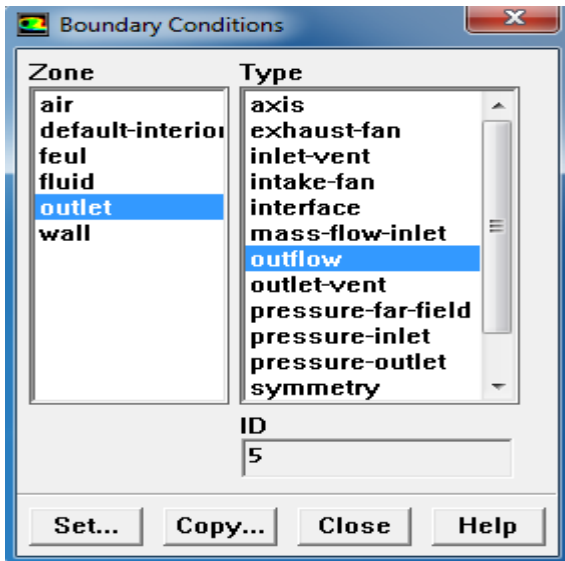 Boundary Conditions
Zone
air
default-interior
feul
fluid
outlet
wall
Type
axis
exhaust-fan
inlet-vent
intake-fan
interface
mass-flow-inlet
outflow
outlet-vent
pressure-far-field
pressure-inlet
pressure-outlet
symmetry
ID
5
Set... Copy... Close Help